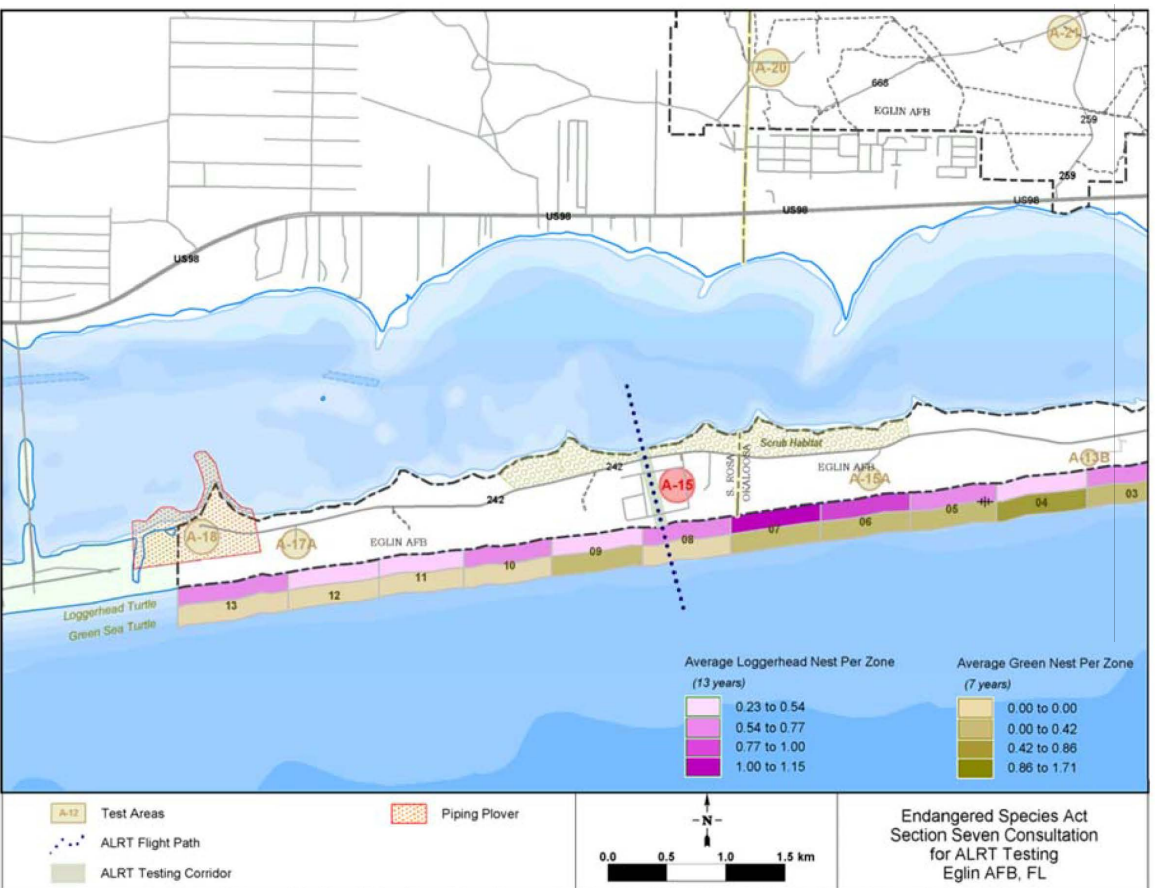 A-21
A-20
668
EGLIN AFB
259
259
US98
US98
US98
US98
Scrub Habitat
242
242
S. ROSA
OKALOOSA
EGLIN AFB
A-15
A-15A
A-13B
A-18
A-17A
EGLIN AFB
03
04
05
06
07
08
09
10
11
12
13
Loggerhead Turtle
Green Sea Turtle
Average Loggerhead Nest Per Zone
(13 years)
0.23 to 0.54
0.54 to 0.77
0.77 to 1.00
1.00 to 1.15
Average Green Nest Per Zone
(7 years)
0.00 to 0.00
0.00 to 0.42
0.42 to 0.86
0.86 to 1.71
A-12
Test Areas
ALRT Flight Path
ALRT Testing Corridor
Piping Plover
-N-
0.0 0.5 1.0 1.5 km
Endangered Species Act
Section Seven Consultation
for ALRT Testing
Eglin AFB, FL